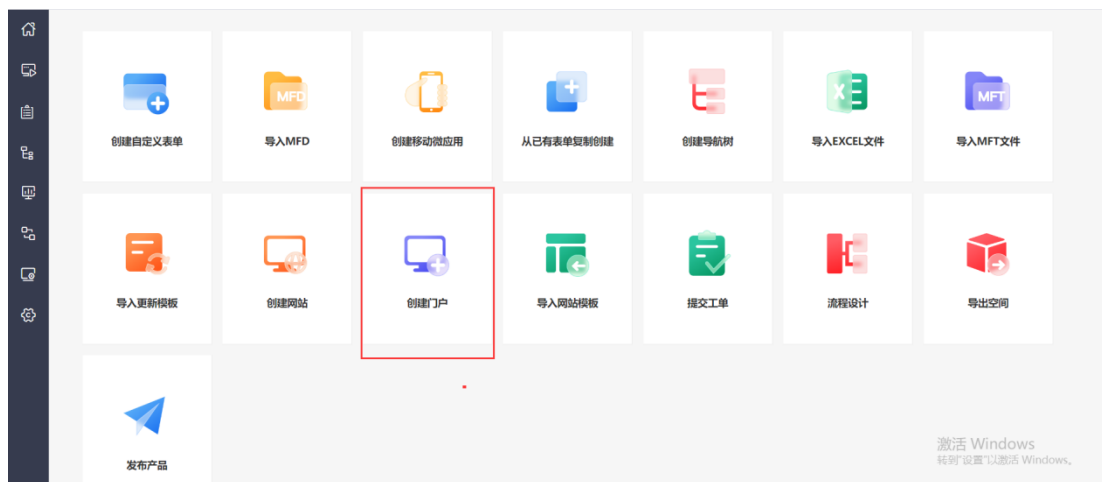 MFD
MFT
创建自定义表单
导入MFD
创建移动微应用
从已有表单复制创建
创建导航树
导入EXCEL文件
导入MFT文件
导入更新模板
创建网站
创建门户
导入网站模板
提交工单
流程设计
导出空间
发布产品
激活 Windows
转到"设置"以激活 Windows。